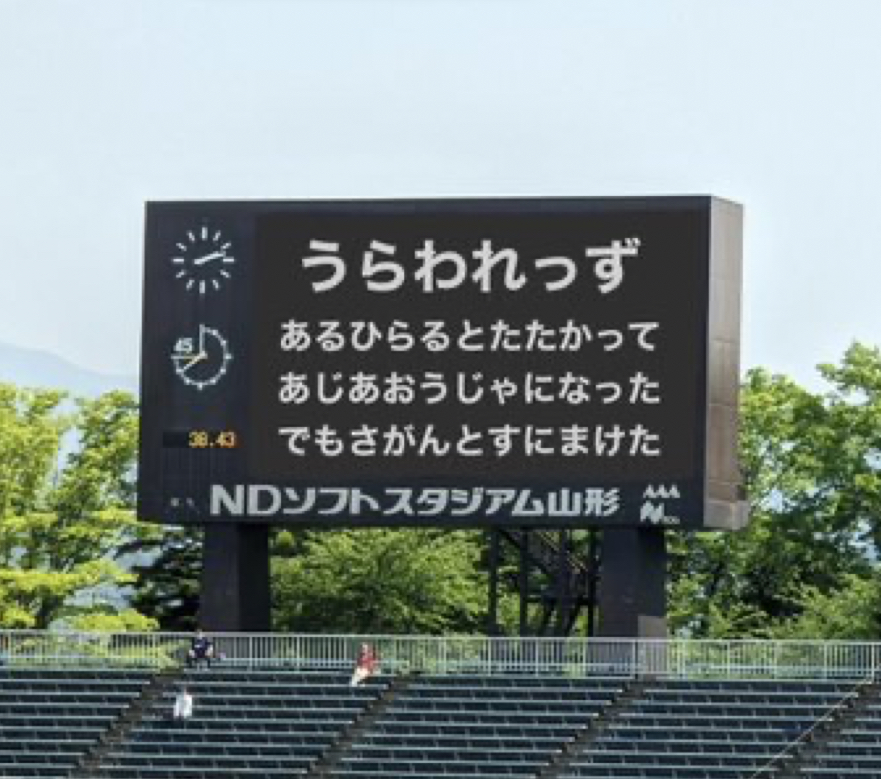 うらわれっず
あるひらるとたたかって
あじあおうじゃになった
でもさがんとすにまけた
45
38.43
NDソフトスタジアム山形